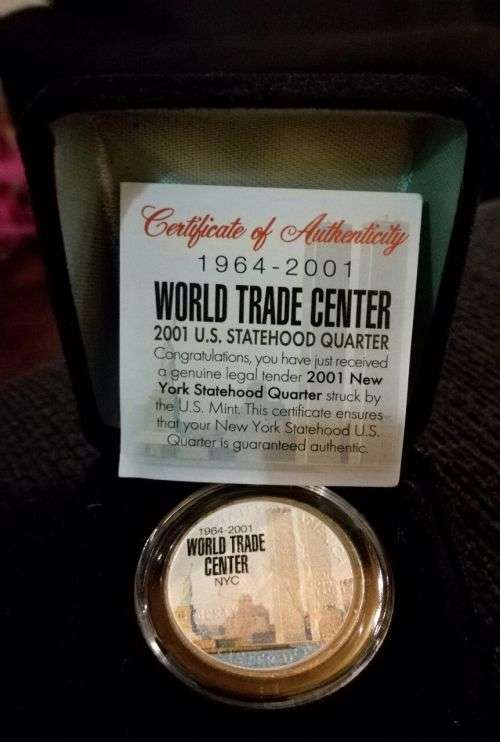 Certificate of Authenticity
1964-2001
WORLD TRADE CENTER
2001 U.S. STATEHOOD QUARTER
Congratulations, you have just received
a genuine legal tender 2001 New
York Statehood Quarter struck by
the U.S. Mint. This certificate ensures
that your New York Statehood U.S.
Quarter is guaranteed authentic.
1964-2001
WORLD TRADE
CENTER
NYC